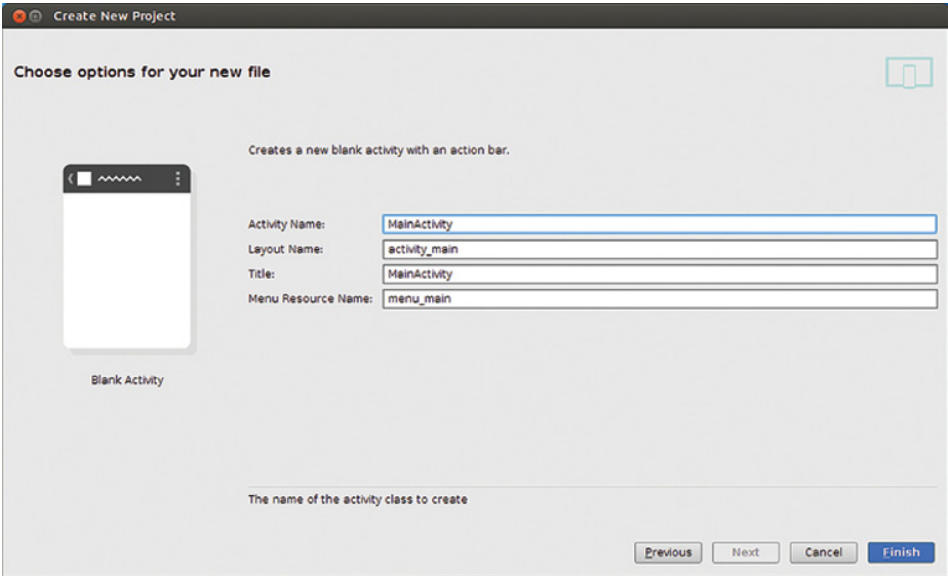 Create New Project
Choose options for your new file
Creates a new blank activity with an action bar.
Activity Name: MainActivity
Layout Name: activity_main
Title: MainActivity
Menu Resource Name: menu_main
Blank Activity
The name of the activity class to create
Previous Next Cancel Finish